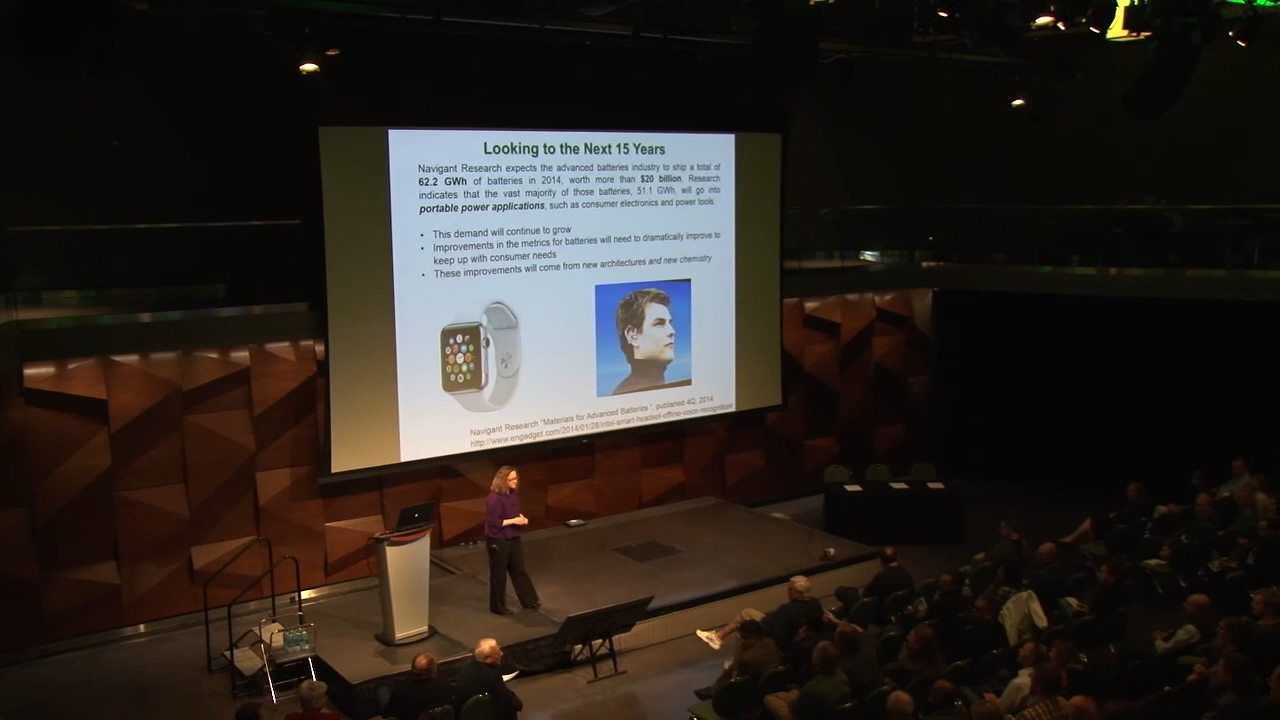 Looking to the Next 15 Years
Navigant Research expects the advanced batteries industry to ship a total of
62.2 GWh of batteries in 2014, worth more than $20 billion. Research
indicates that the vast majority of those batteries, 51.1 GWh, will go into
portable power applications, such as consumer electronics and power tools.
• This demand will continue to grow
• Improvements in the metrics for batteries will need to dramatically improve to
keep up with consumer needs
• These improvements will come from new architectures and new chemistry
Navigant Research "Materials for Advanced Batteries ", published 4Q, 2014
http://www.engadget.com/2014/01/28/intel-smart-headset-offline-voice-recognition/